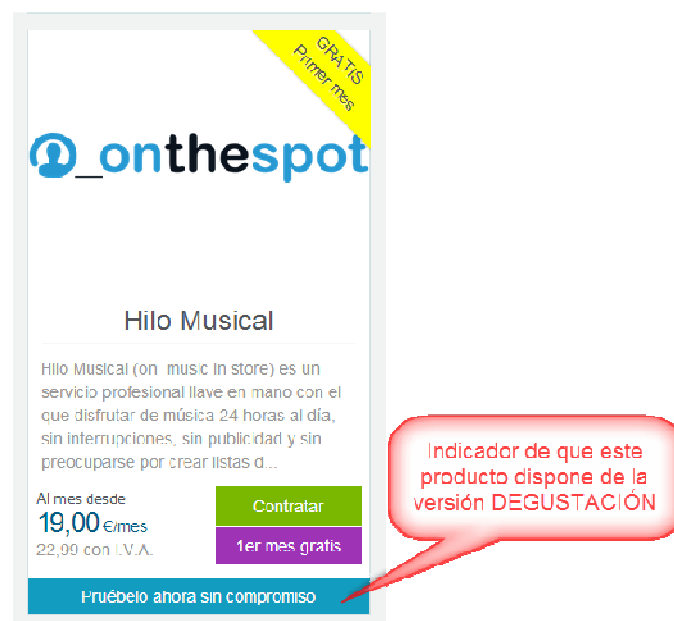 GRATIS
Primer mes
_onthespot
Hilo Musical
Hilo Musical (on_music in store) es un
servicio profesional llave en mano con el
que disfrutar de música 24 horas al día,
sin interrupciones, sin publicidad y sin
preocuparse por crear listas d...
Al mes desde
19,00 €/mes
22,99 con I.V.A.
Contratar
1er mes gratis
Pruébelo ahora sin compromiso
Indicador de que este
producto dispone de la
versión DEGUSTACIÓN